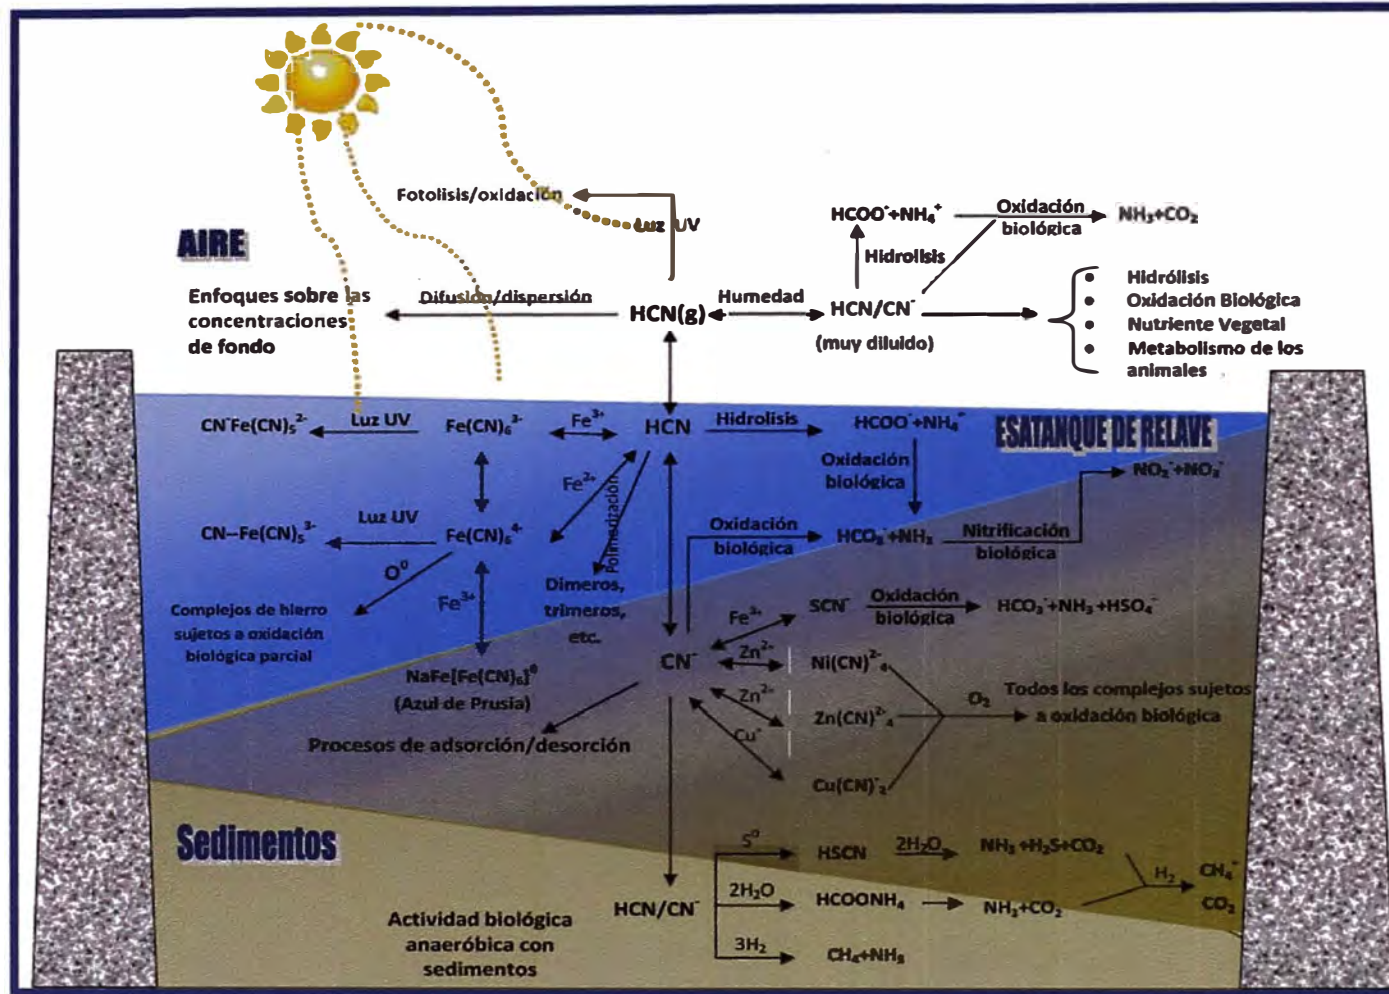 Fotolisis/oxidación
Luz UV
HCOO⁻+NH₄⁺
Oxidación
biológica
NH₃+CO₂
AIRE
Hidrolisis
Enfoques sobre las
concentraciones
de fondo
Difusión/dispersión
HCN(g)
Humedad
HCN/CN⁻
(muy diluido)
• Hidrólisis
• Oxidación Biológica
• Nutriente Vegetal
• Metabolismo de los
animales
CN⁻Fe(CN)₅²⁻
Luz UV
Fe(CN)₆³⁻
Fe³⁺
HCN
Hidrolisis
HCOO⁻+NH₄⁺
ESATANQUE DE RELAVE
Oxidación
biológica
NO₂⁻+NO₃⁻
Fe²⁺
Polimerización
CN–Fe(CN)₅³⁻
Luz UV
Fe(CN)₆⁴⁻
Oxidación
biológica
HCO₃⁻+NH₃
Nitrificación
biológica
O⁰
Fe³⁺
Dimeros,
trimeros,
etc.
Complejos de hierro
sujetos a oxidación
biológica parcial
Fe³⁺
SCN⁻
Oxidación
biológica
HCO₃⁻+NH₃+HSO₄⁻
CN⁻
Zn²⁺
Ni(CN)²⁻₄
NaFe[Fe(CN)₆]⁰
(Azul de Prusia)
Zn²⁺
Zn(CN)²⁻₄
O₂
Todos los complejos sujetos
a oxidación biológica
Procesos de adsorción/desorción
Cu⁺
Cu(CN)⁻₂
Sedimentos
S⁰
HSCN
2H₂O
NH₃+H₂S+CO₂
H₂
CH₄⁻
CO₂
HCN/CN⁻
2H₂O
HCOONH₄
NH₃+CO₂
Actividad biológica
anaeróbica con
sedimentos
3H₂
CH₄+NH₃